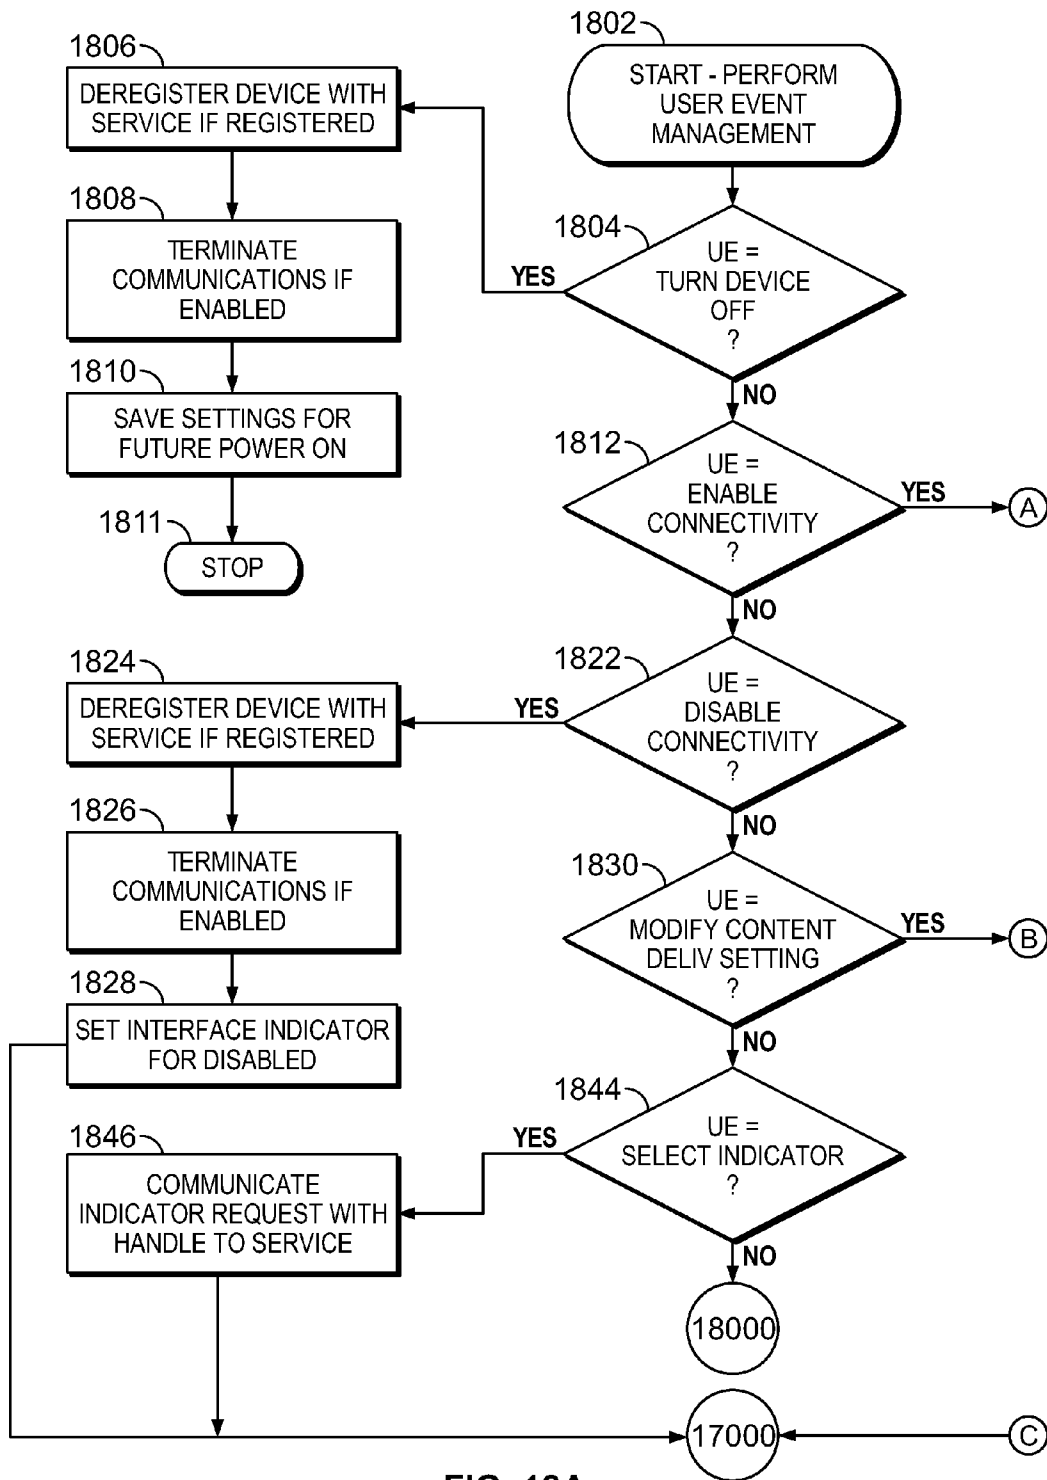 1802
START - PERFORM
USER EVENT
MANAGEMENT
1804
UE =
TURN DEVICE
OFF
?
YES
NO
1806
DEREGISTER DEVICE WITH
SERVICE IF REGISTERED
1808
TERMINATE
COMMUNICATIONS IF
ENABLED
1810
SAVE SETTINGS FOR
FUTURE POWER ON
1811
STOP
1812
UE =
ENABLE
CONNECTIVITY
?
YES
A
NO
1822
UE =
DISABLE
CONNECTIVITY
?
YES
NO
1824
DEREGISTER DEVICE WITH
SERVICE IF REGISTERED
1826
TERMINATE
COMMUNICATIONS IF
ENABLED
1828
SET INTERFACE INDICATOR
FOR DISABLED
1830
UE =
MODIFY CONTENT
DELIV SETTING
?
YES
B
NO
1844
UE =
SELECT INDICATOR
?
YES
NO
1846
COMMUNICATE
INDICATOR REQUEST WITH
HANDLE TO SERVICE
18000
17000
C